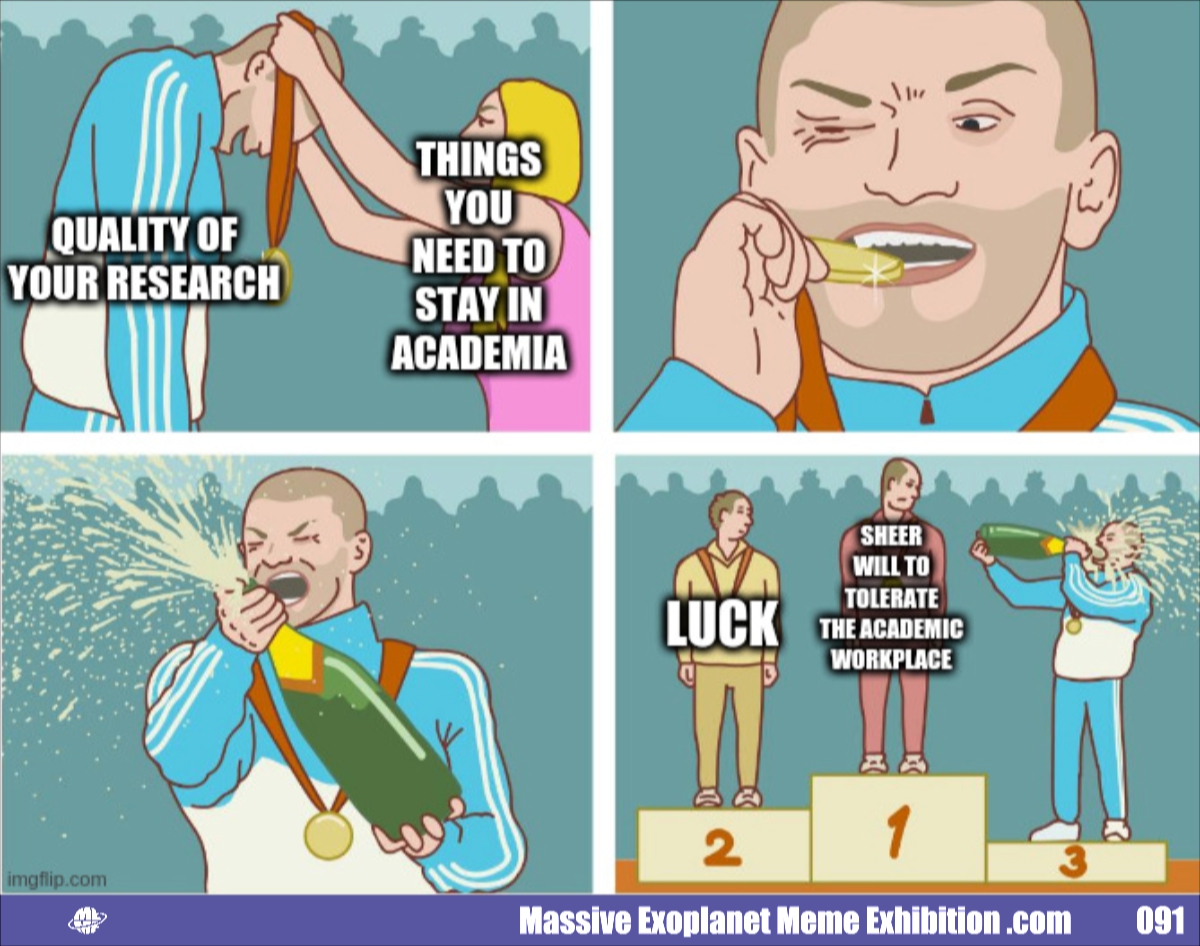 QUALITY OF
YOUR RESEARCH
THINGS
YOU
NEED TO
STAY IN
ACADEMIA
LUCK
SHEER
WILL TO
TOLERATE
THE ACADEMIC
WORKPLACE
2
1
3
imgflip.com
Massive Exoplanet Meme Exhibition .com
091